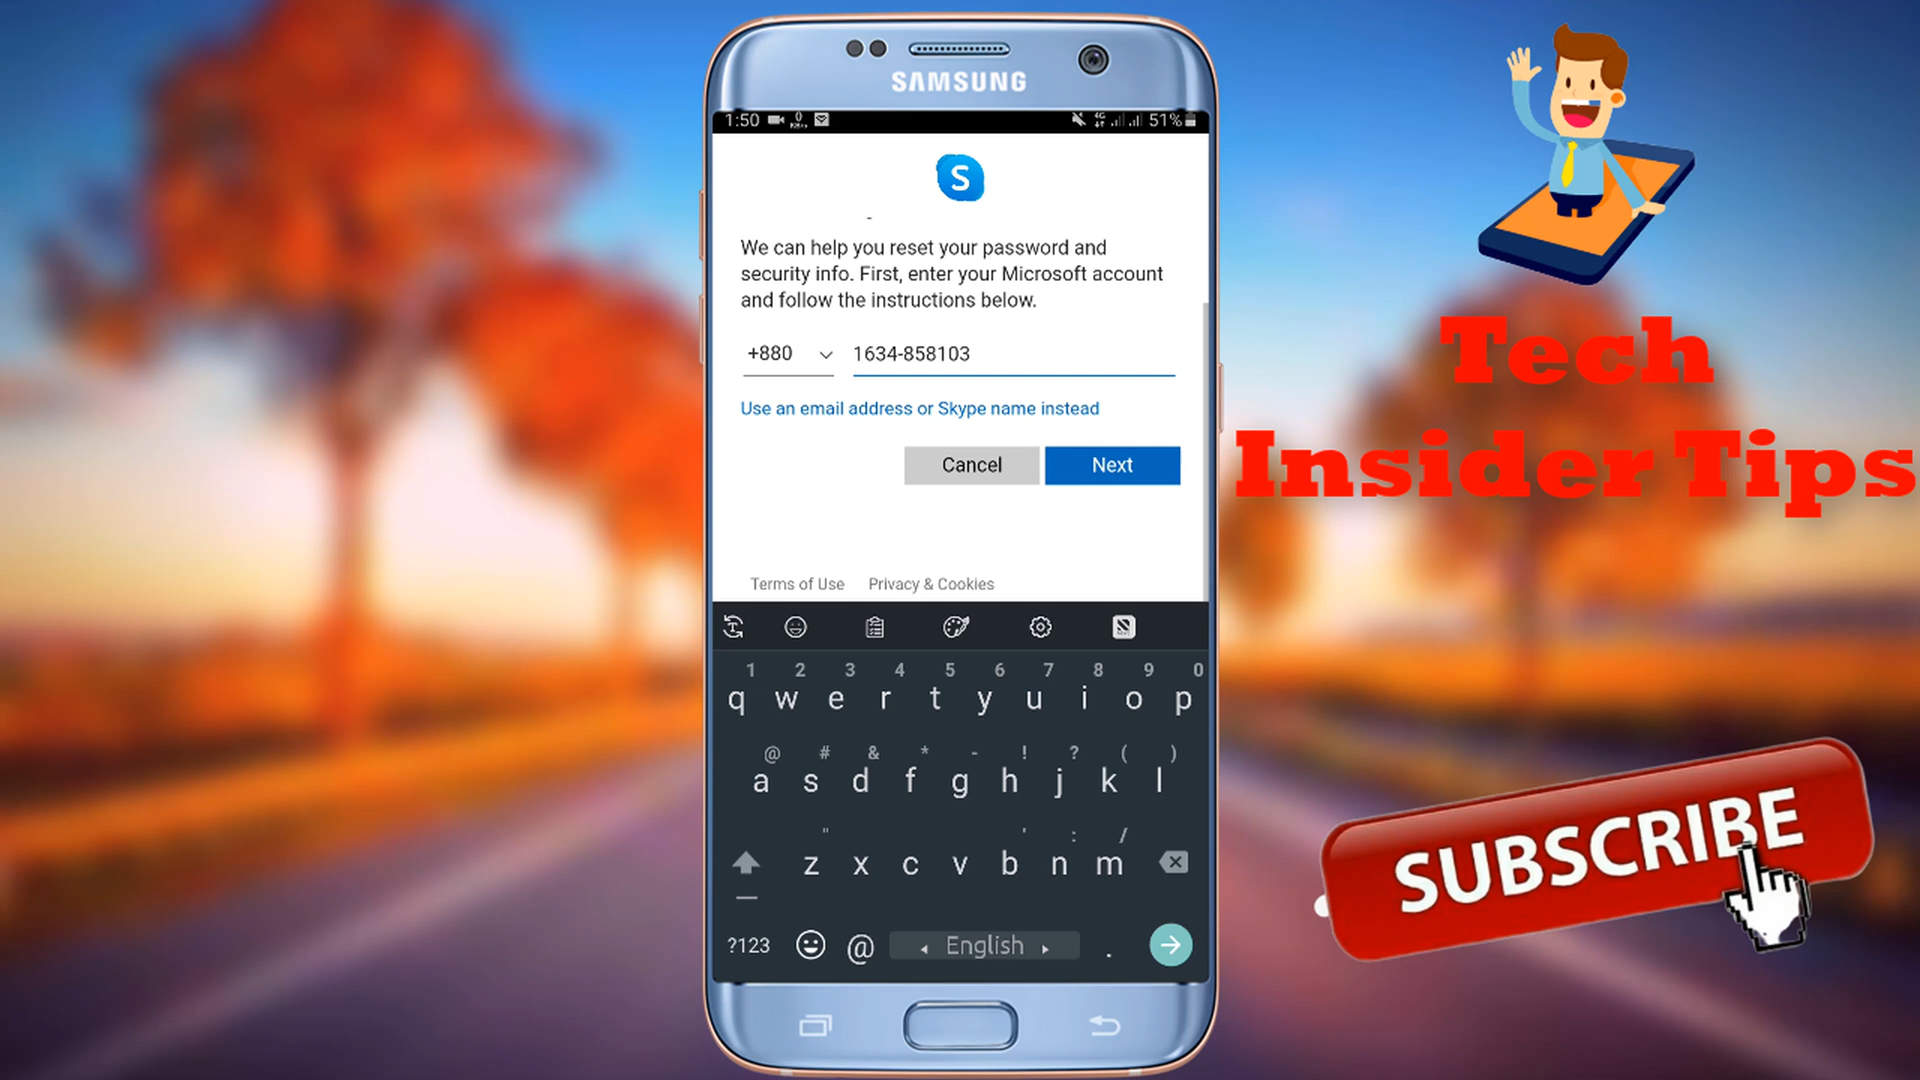 SAMSUNG
1:50
51%
S
We can help you reset your password and
security info. First, enter your Microsoft account
and follow the instructions below.
+880 1634-858103
Use an email address or Skype name instead
Cancel Next
Terms of Use Privacy & Cookies
1 2 3 4 5 6 7 8 9 0
q w e r t y u i o p
@ # & * - ! ? ( )
a s d f g h j k l
" ' : /
z x c v b n m
?123 @ English .
Tech
Insider Tips
SUBSCRIBE